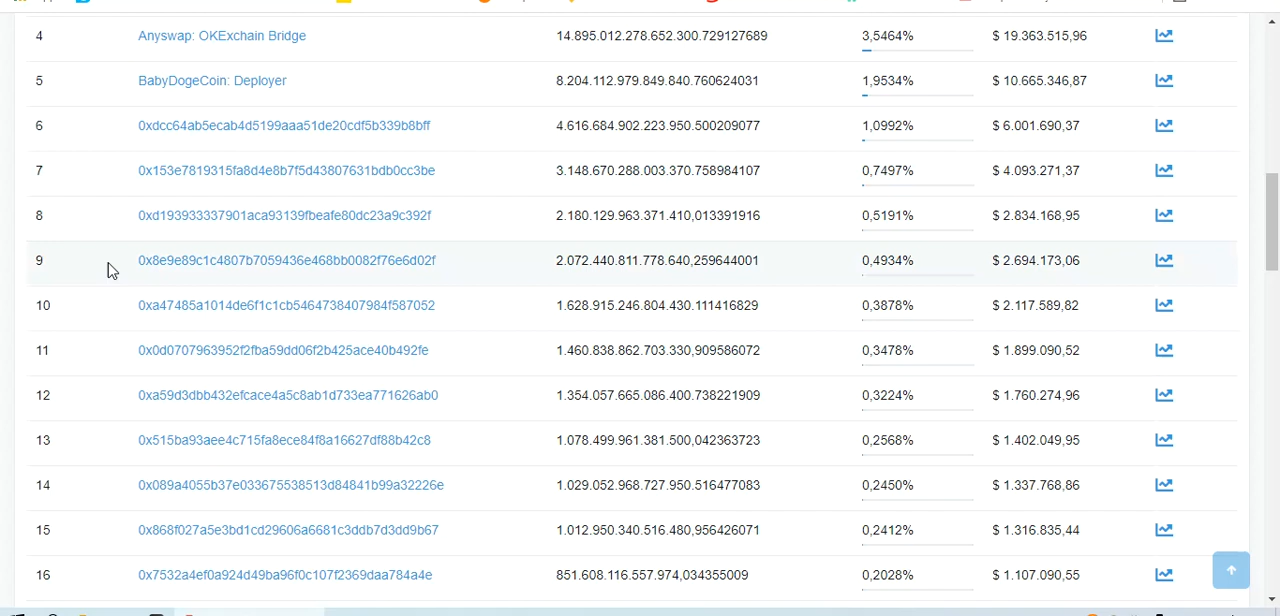 4 Anyswap: OKExchain Bridge 14.895.012.278.652.300.729127689 3,5464% $ 19.363.515,96
5 BabyDogeCoin: Deployer 8.204.112.979.849.840.760624031 1,9534% $ 10.665.346,87
6 0xdcc64ab5ecab4d5199aaa51de20cdf5b339b8bff 4.616.684.902.223.950.500209077 1,0992% $ 6.001.690,37
7 0x153e7819315fa8d4e8b7f5d43807631bdb0cc3be 3.148.670.288.003.370.758984107 0,7497% $ 4.093.271,37
8 0xd193933337901aca93139fbeafe80dc23a9c392f 2.180.129.963.371.410,013391916 0,5191% $ 2.834.168,95
9 0x8e9e89c1c4807b7059436e468bb0082f76e6d02f 2.072.440.811.778.640,259644001 0,4934% $ 2.694.173,06
10 0xa47485a1014de6f1c1cb5464738407984f587052 1.628.915.246.804.430.111416829 0,3878% $ 2.117.589,82
11 0x0d0707963952f2fba59dd06f2b425ace40b492fe 1.460.838.862.703.330,909586072 0,3478% $ 1.899.090,52
12 0xa59d3dbb432efcace4a5c8ab1d733ea771626ab0 1.354.057.665.086.400.738221909 0,3224% $ 1.760.274,96
13 0x515ba93aee4c715fa8ece84f8a16627df88b42c8 1.078.499.961.381.500,042363723 0,2568% $ 1.402.049,95
14 0x089a4055b37e033675538513d84841b99a32226e 1.029.052.968.727.950.516477083 0,2450% $ 1.337.768,86
15 0x868f027a5e3bd1cd29606a6681c3ddb7d3dd9b67 1.012.950.340.516.480,956426071 0,2412% $ 1.316.835,44
16 0x7532a4ef0a924d49ba96f0c107f2369daa784a4e 851.608.116.557.974,034355009 0,2028% $ 1.107.090,55